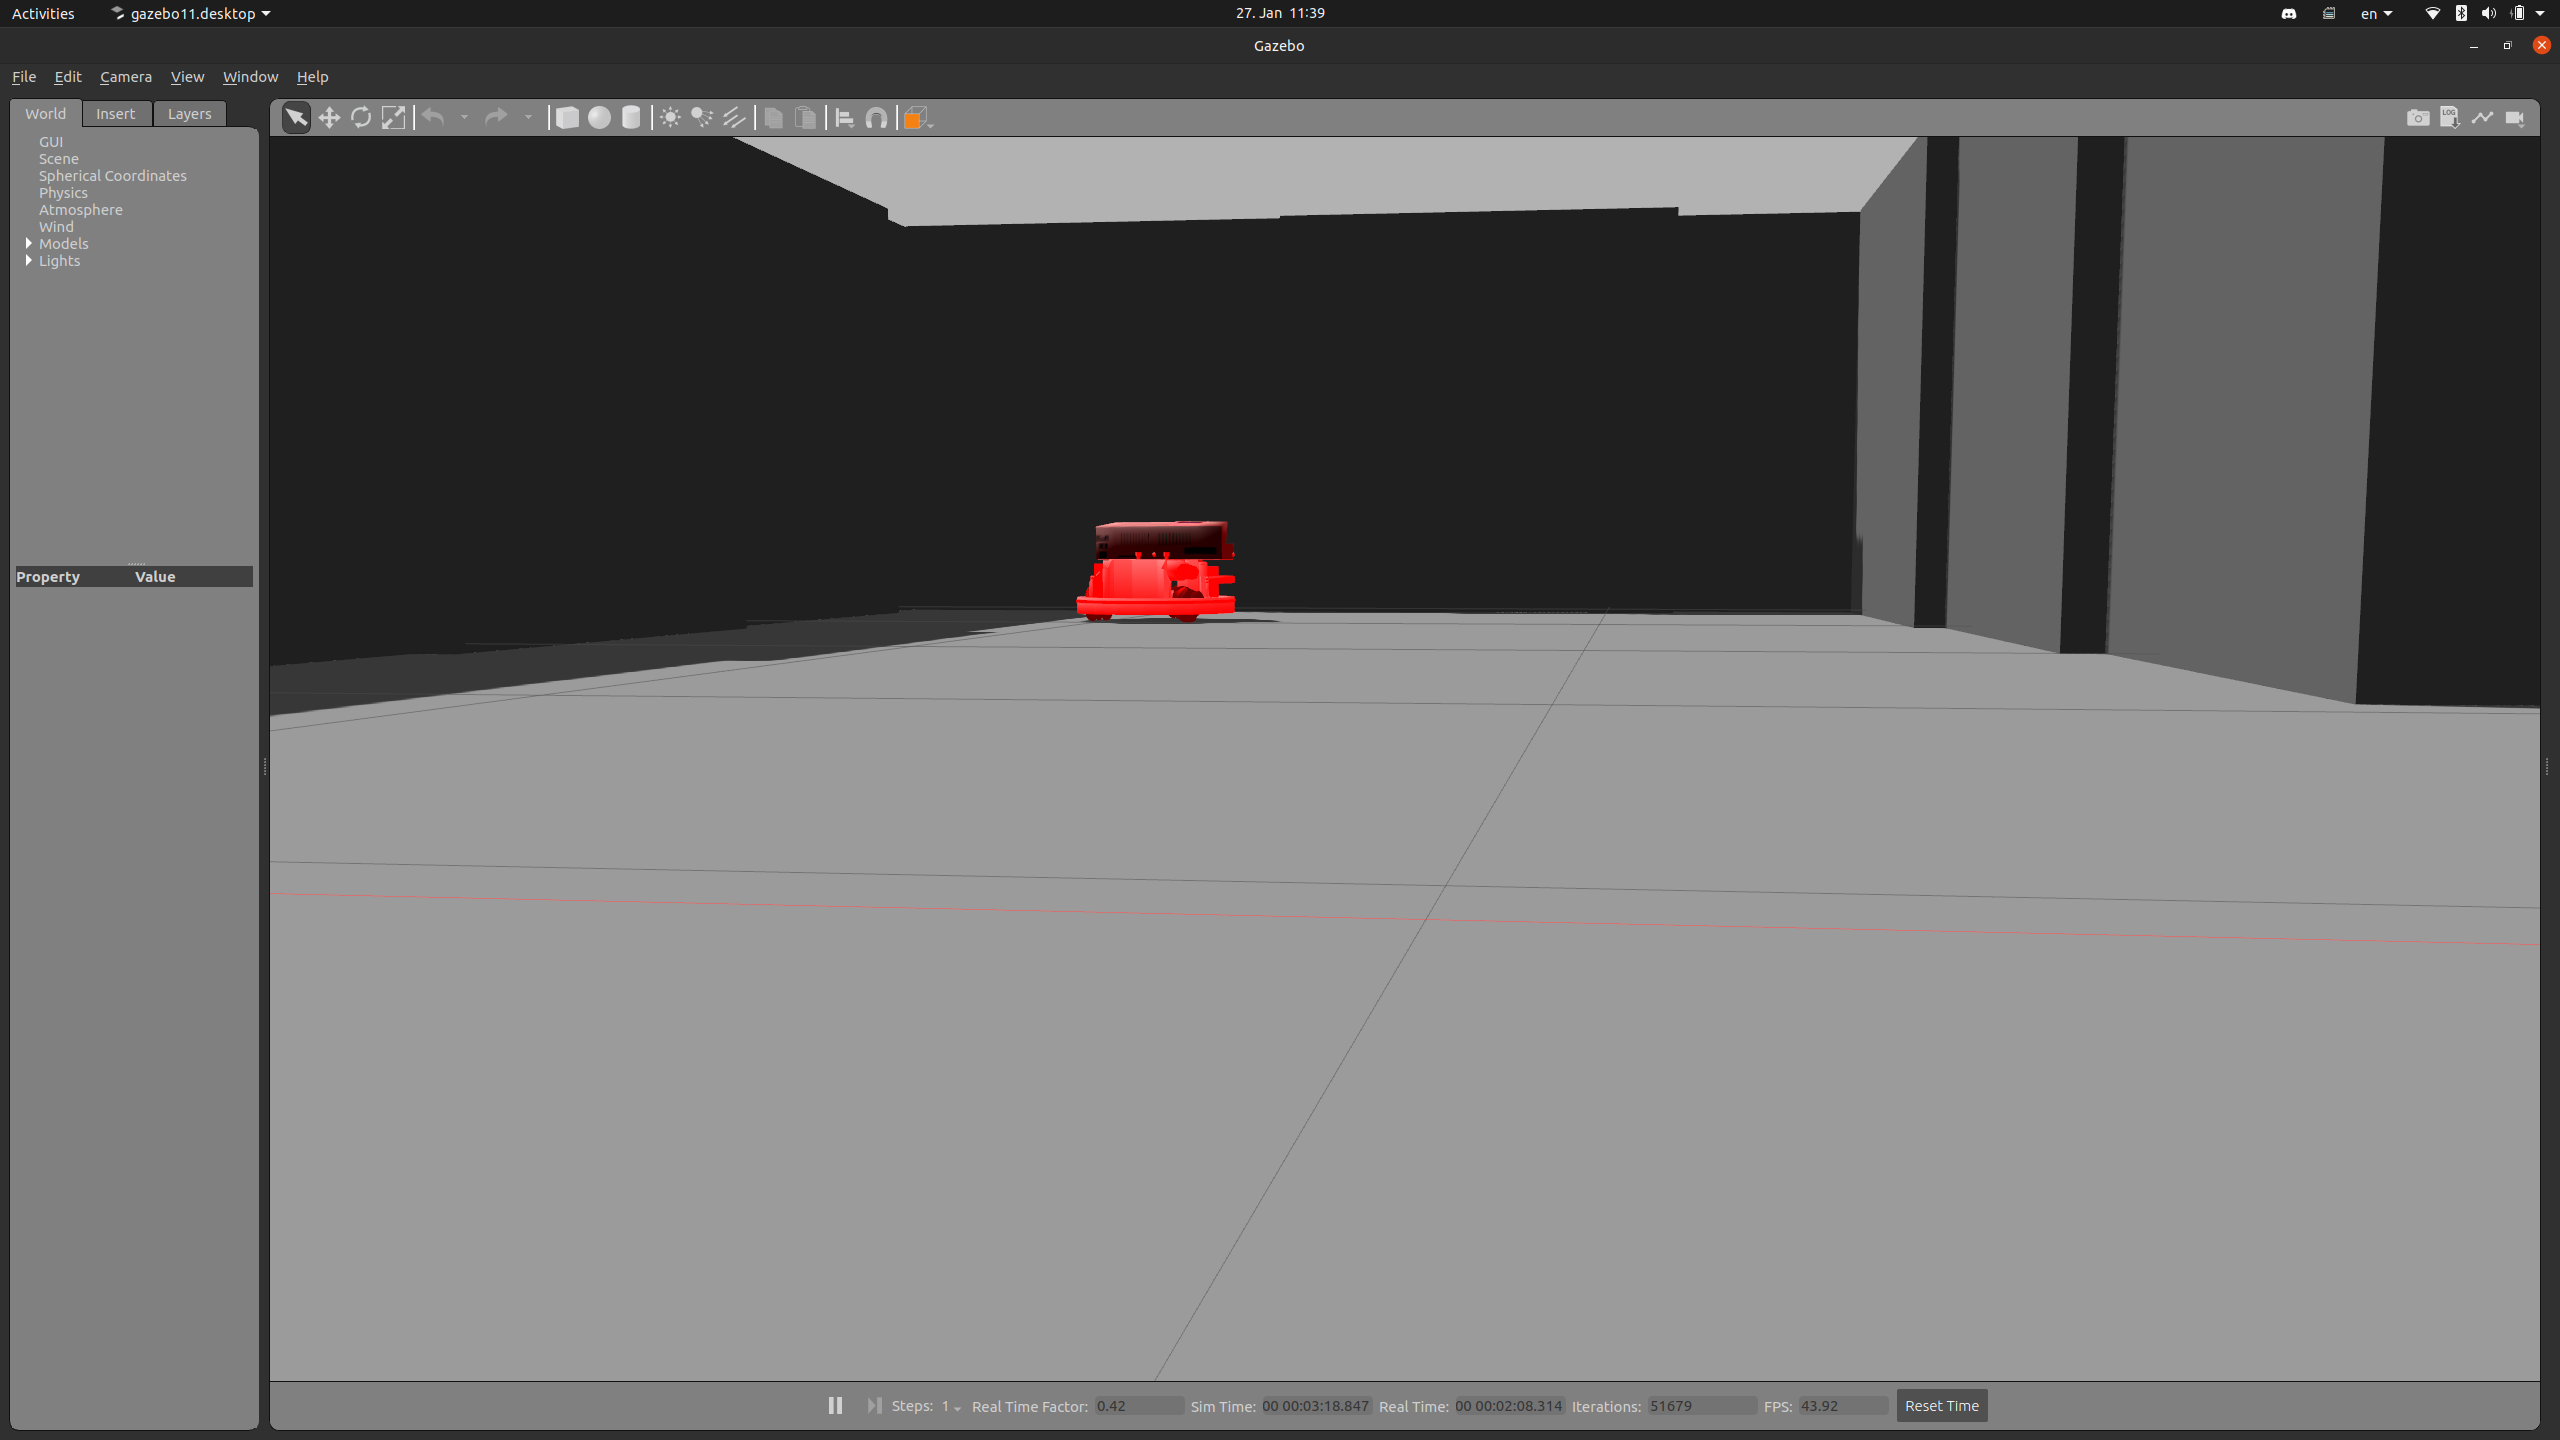 Activities gazebo11.desktop 27. Jan 11:39 en
Gazebo
File Edit Camera View Window Help
World Insert Layers
LOG
GUI
Scene
Spherical Coordinates
Physics
Atmosphere
Wind
Models
Lights
Property Value
Steps: 1 Real Time Factor: 0.42 Sim Time: 00 00:03:18.847 Real Time: 00 00:02:08.314 Iterations: 51679 FPS: 43.92 Reset Time